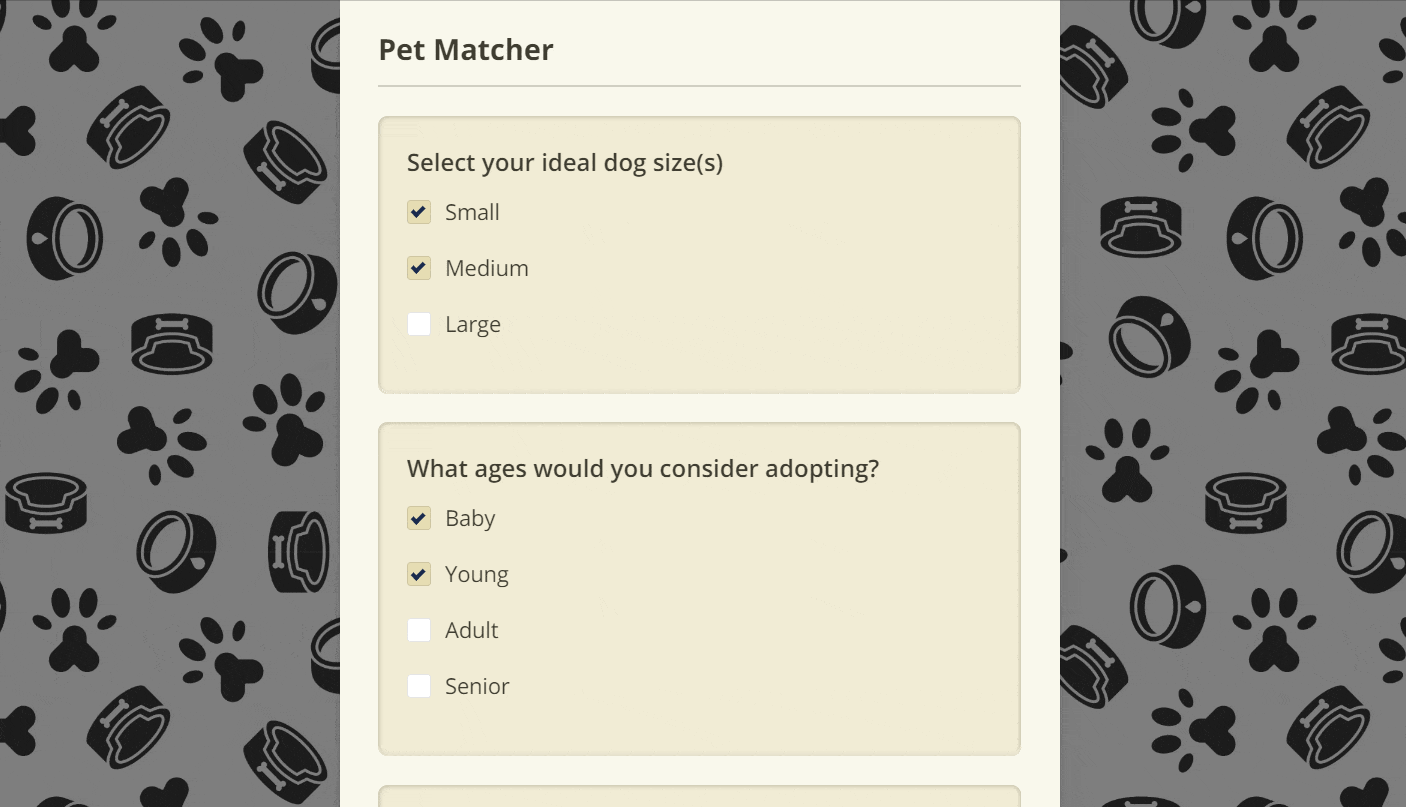 Pet Matcher
Select your ideal dog size(s)
Small
Medium
Large
What ages would you consider adopting?
Baby
Young
Adult
Senior